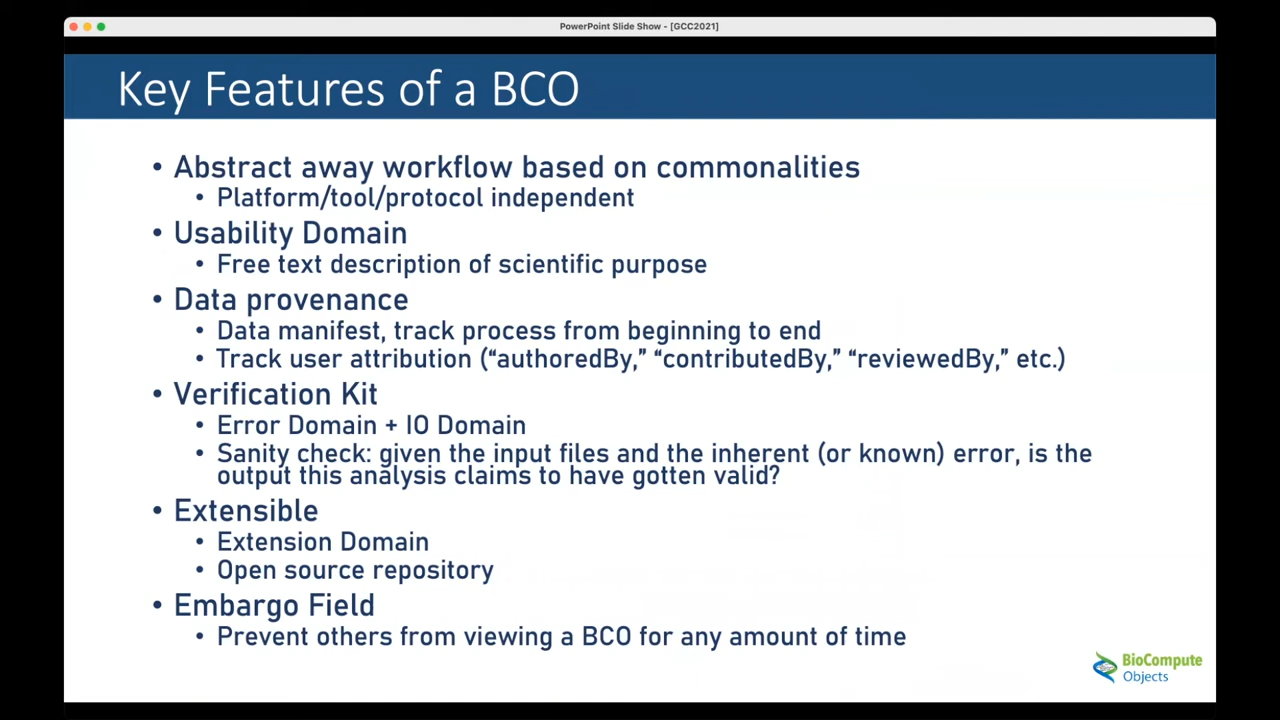 PowerPoint Slide Show - [GCC2021]
Key Features of a BCO
• Abstract away workflow based on commonalities
• Platform/tool/protocol independent
• Usability Domain
• Free text description of scientific purpose
• Data provenance
• Data manifest, track process from beginning to end
• Track user attribution (“authoredBy,” “contributedBy,” “reviewedBy,” etc.)
• Verification Kit
• Error Domain + IO Domain
• Sanity check: given the input files and the inherent (or known) error, is the
output this analysis claims to have gotten valid?
• Extensible
• Extension Domain
• Open source repository
• Embargo Field
• Prevent others from viewing a BCO for any amount of time
BioCompute
Objects